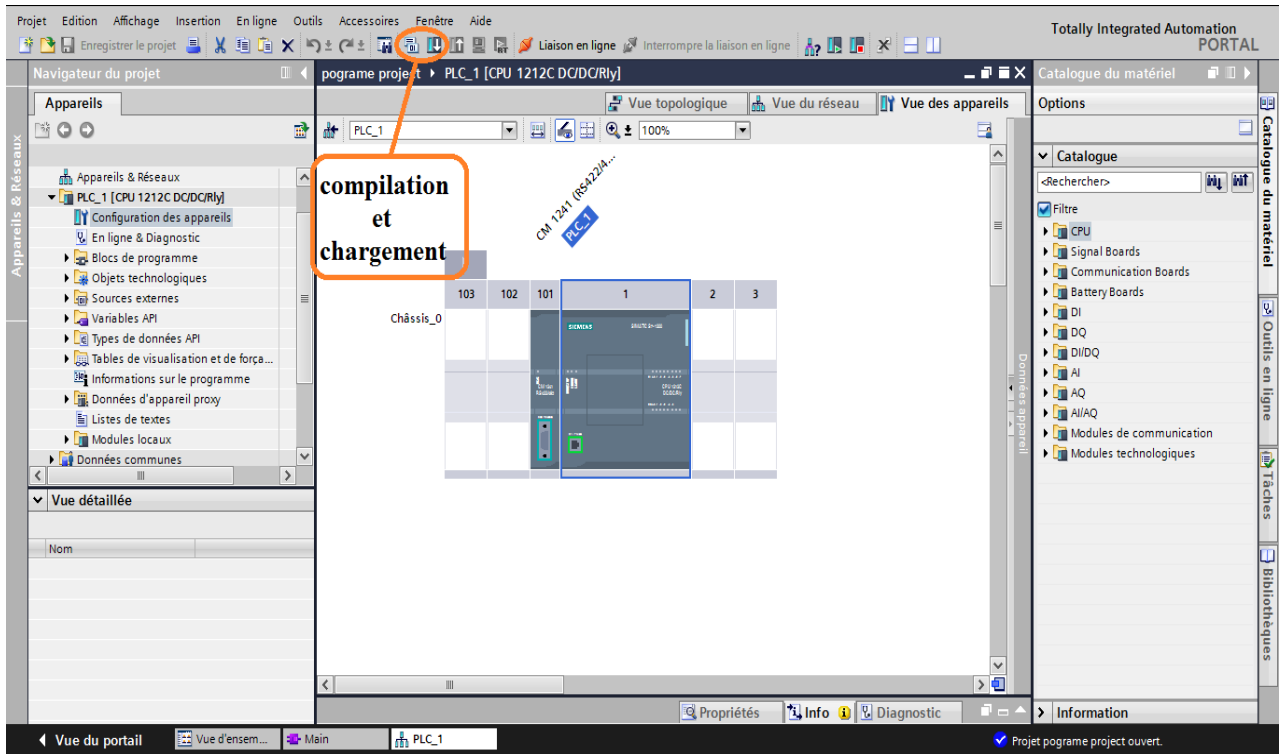 Projet Edition Affichage Insertion En ligne Outils Accessoires Fenêtre Aide
Totally Integrated Automation
PORTAL
Enregistrer le projet
Liaison en ligne
Interrompre la liaison en ligne
Navigateur du projet
pograme project PLC_1 [CPU 1212C DC/DC/Rly]
Catalogue du matériel
Appareils
Vue topologique
Vue du réseau
Vue des appareils
Options
PLC_1
100%
Appareils & Réseaux
Appareils & Réseaux
PLC_1 [CPU 1212C DC/DC/Rly]
Configuration des appareils
En ligne & Diagnostic
Blocs de programme
Objets technologiques
Sources externes
Variables API
Types de données API
Tables de visualisation et de força...
Informations sur le programme
Données d'appareil proxy
Listes de textes
Modules locaux
Données communes
Vue détaillée
Nom
compilation
et
chargement
CM 1241 (RS422/4...
PLC_1
103 102 101 1 2 3
Châssis_0
SIEMENS
Données d'appareil
Catalogue
<Rechercher>
Filtre
CPU
Signal Boards
Communication Boards
Battery Boards
DI
DQ
DI/DQ
AI
AQ
AI/AQ
Modules de communication
Modules technologiques
Information
Catalogue du matériel
Outils en ligne
Tâches
Bibliothèques
Propriétés
Info
Diagnostic
Vue du portail
Vue d'ensem...
Main
PLC_1
Projet pograme project ouvert.